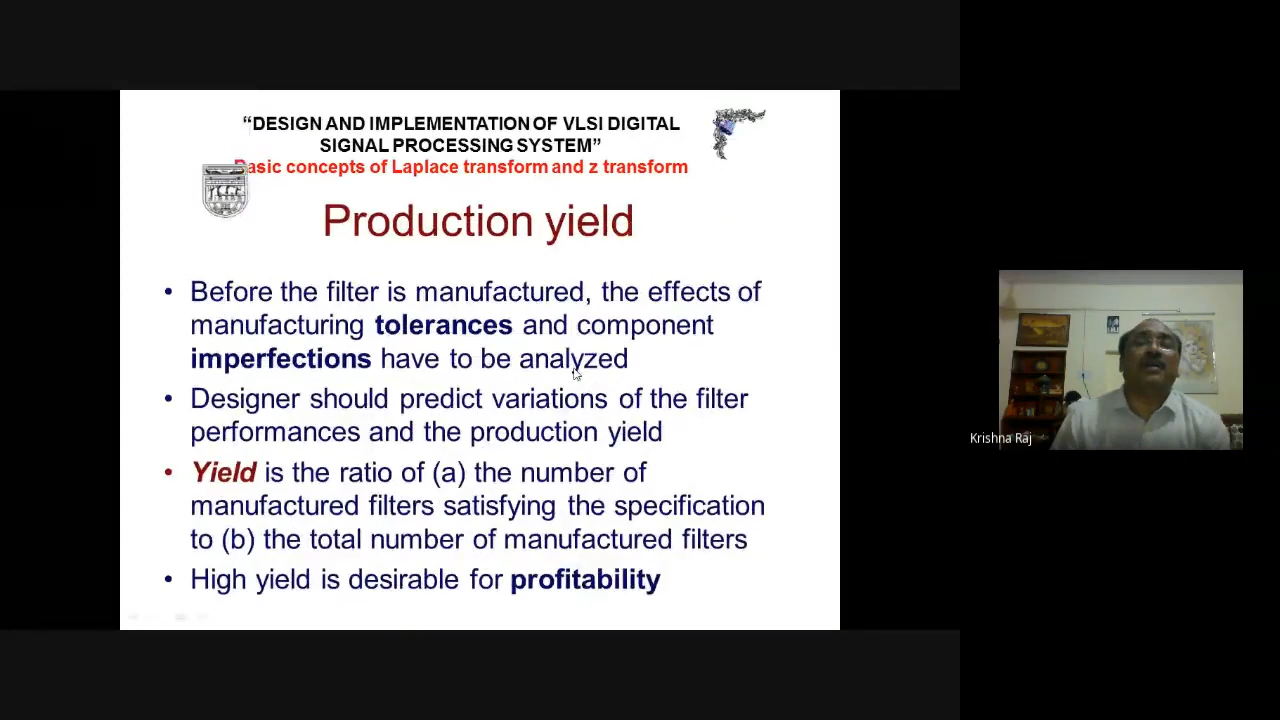 “DESIGN AND IMPLEMENTATION OF VLSI DIGITAL
SIGNAL PROCESSING SYSTEM”
Basic concepts of Laplace transform and z transform
Production yield
• Before the filter is manufactured, the effects of
manufacturing tolerances and component
imperfections have to be analyzed
• Designer should predict variations of the filter
performances and the production yield
• Yield is the ratio of (a) the number of
manufactured filters satisfying the specification
to (b) the total number of manufactured filters
• High yield is desirable for profitability
Krishna Raj